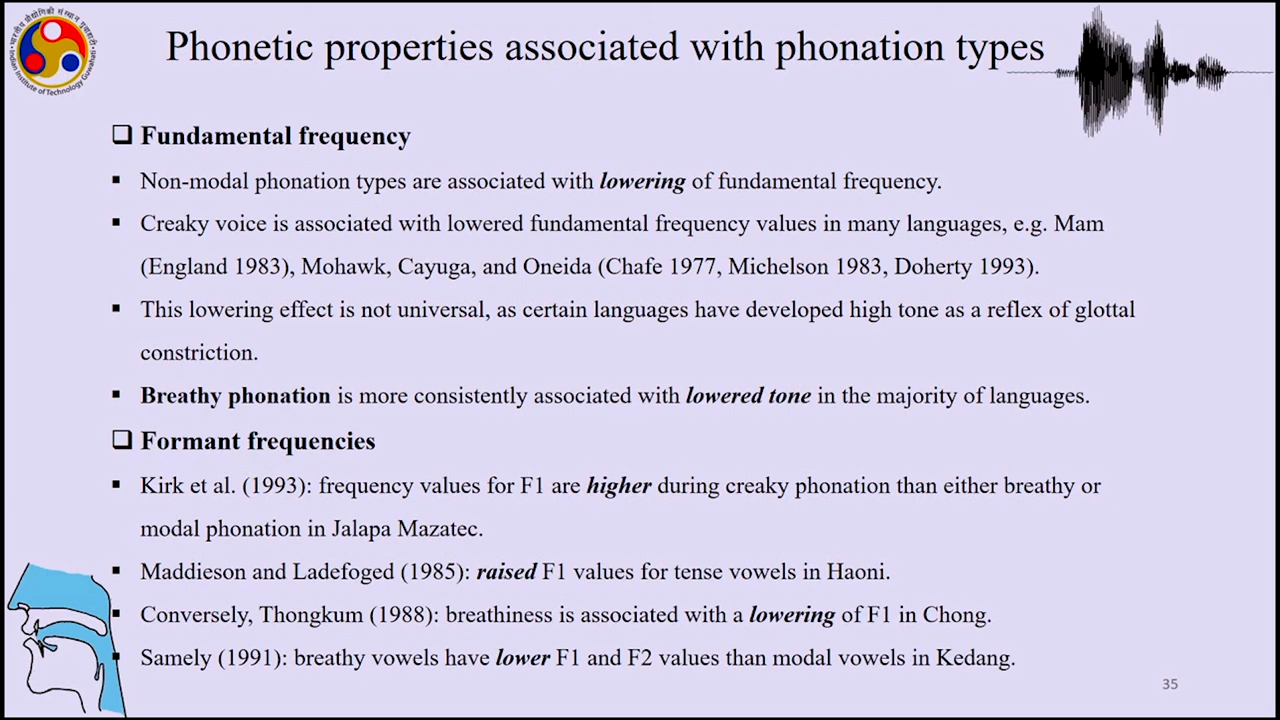 Phonetic properties associated with phonation types
भारतीय प्रौद्योगिकी संस्थान गुवाहाटी
Indian Institute of Technology Guwahati
❑ Fundamental frequency
▪ Non-modal phonation types are associated with lowering of fundamental frequency.
▪ Creaky voice is associated with lowered fundamental frequency values in many languages, e.g. Mam
(England 1983), Mohawk, Cayuga, and Oneida (Chafe 1977, Michelson 1983, Doherty 1993).
▪ This lowering effect is not universal, as certain languages have developed high tone as a reflex of glottal
constriction.
▪ Breathy phonation is more consistently associated with lowered tone in the majority of languages.
❑ Formant frequencies
▪ Kirk et al. (1993): frequency values for F1 are higher during creaky phonation than either breathy or
modal phonation in Jalapa Mazatec.
▪ Maddieson and Ladefoged (1985): raised F1 values for tense vowels in Haoni.
▪ Conversely, Thongkum (1988): breathiness is associated with a lowering of F1 in Chong.
▪ Samely (1991): breathy vowels have lower F1 and F2 values than modal vowels in Kedang.
35